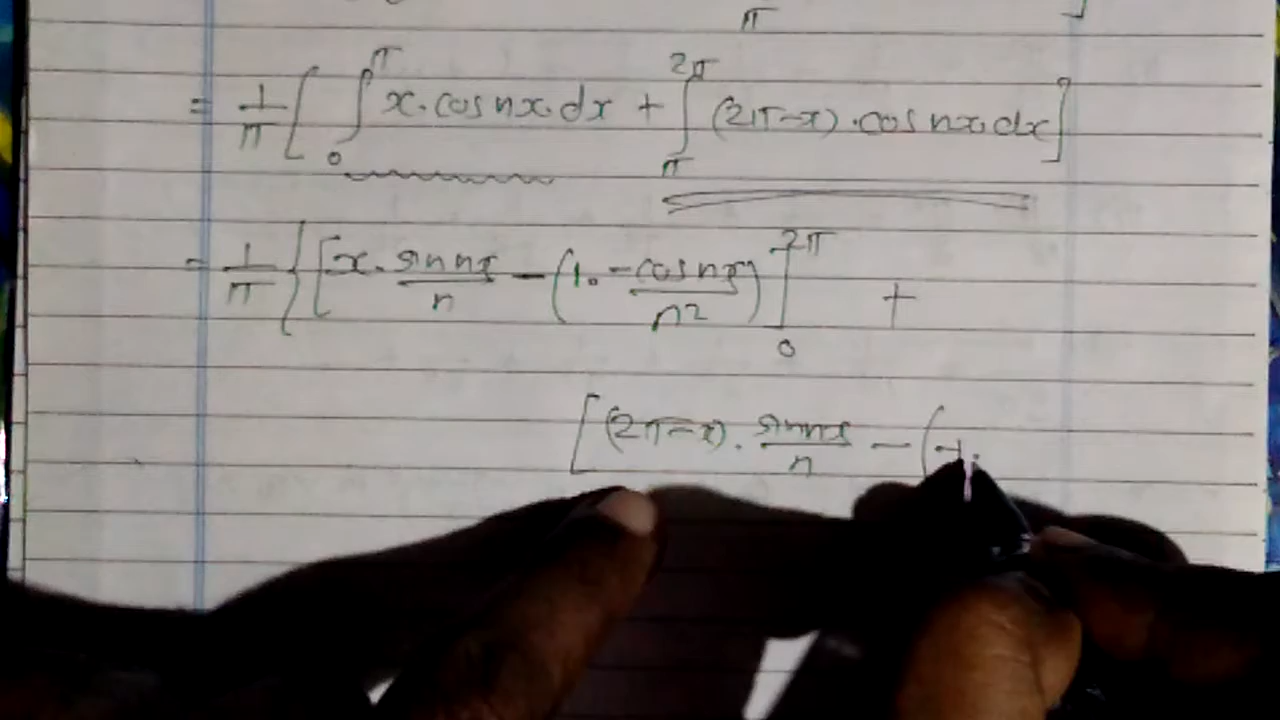 π ]
= 1/π [ ∫₀^π x. cos nx. dx + ∫_π^2π (2π-x) .cos nx. dx ]
= 1/π { [ x. sin nx/n - (1. -cos nx/n²) ]₀^2π +
[ (2π-x). sin nx/n - (-1.